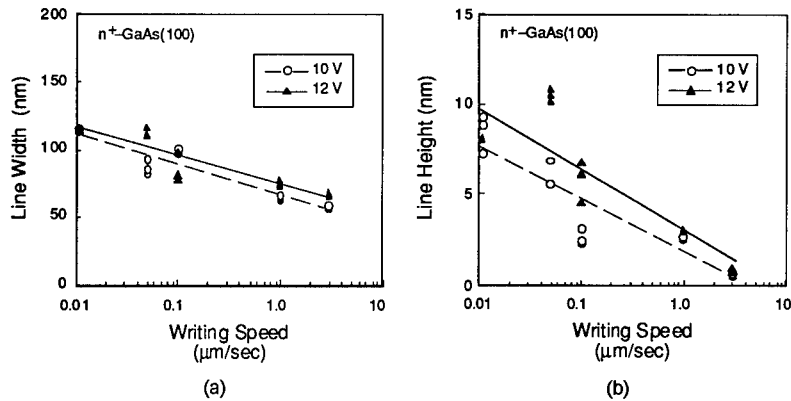 200
150
100
50
0
Line Width (nm)
n⁺–GaAs(100)
10 V
12 V
0.01
0.1
1.0
10
Writing Speed
(μm/sec)
(a)
15
10
5
0
Line Height (nm)
n⁺–GaAs(100)
10 V
12 V
0.01
0.1
1.0
10
Writing Speed
(μm/sec)
(b)